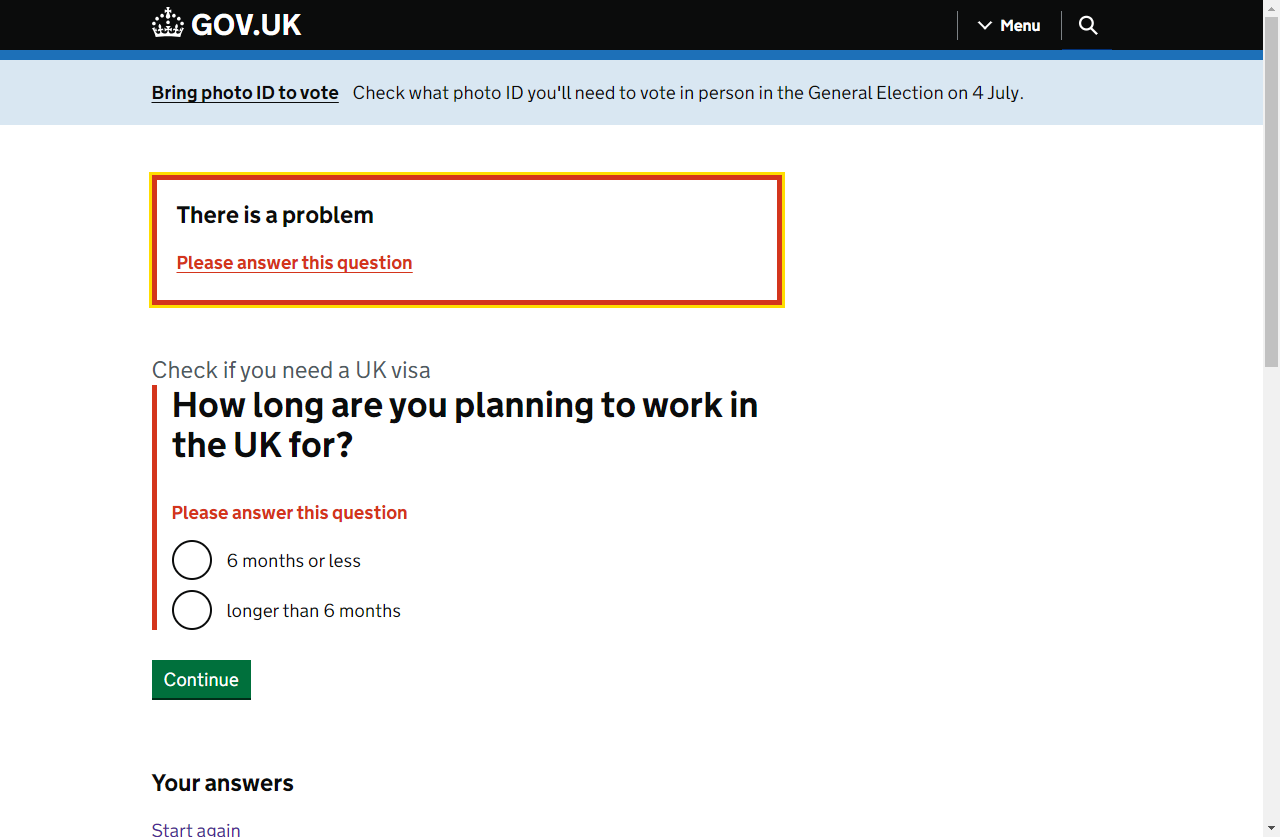 GOV.UK
Menu
Bring photo ID to vote Check what photo ID you'll need to vote in person in the General Election on 4 July.
There is a problem
Please answer this question
Check if you need a UK visa
How long are you planning to work in
the UK for?
Please answer this question
6 months or less
longer than 6 months
Continue
Your answers
Start again